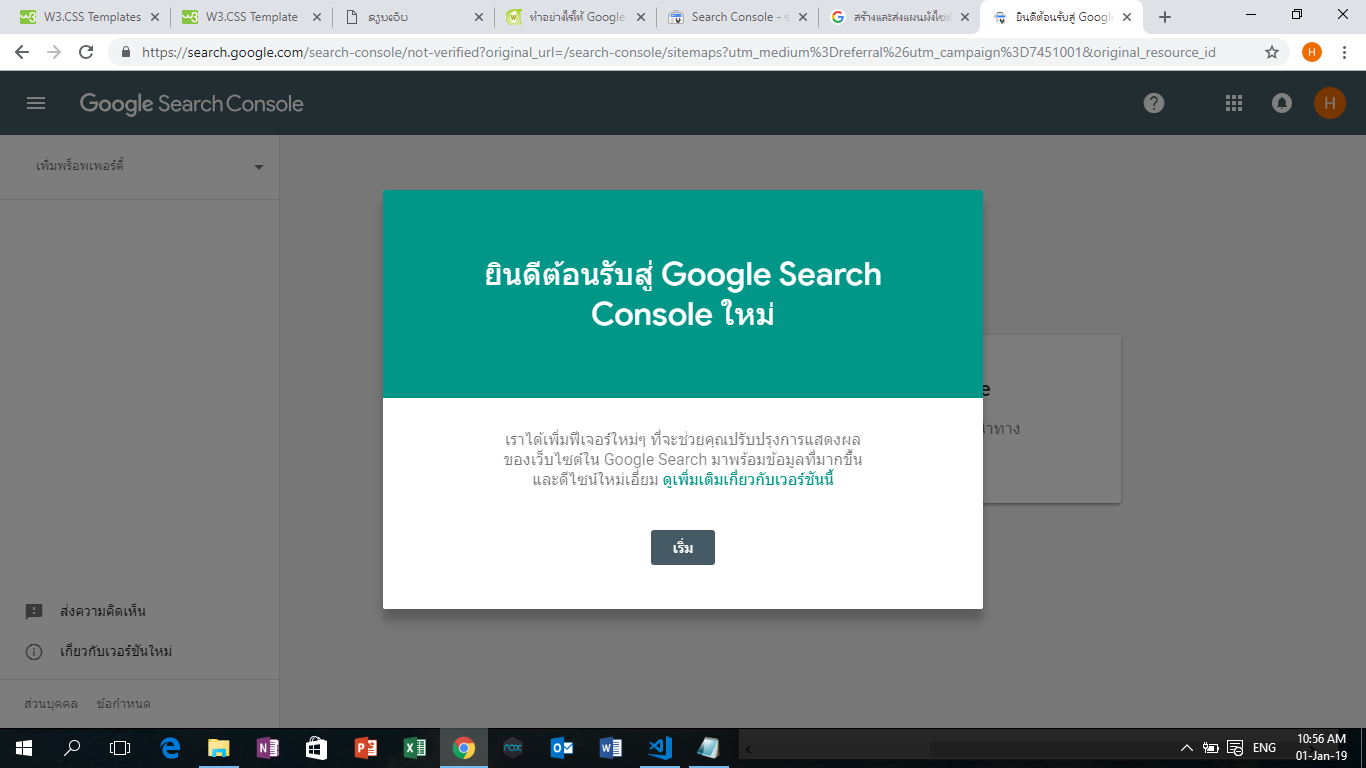 W3.CSS Templates
W3.CSS Template
ຂຽນເວັບ
ทำอย่างไรให้ Google
Search Console - ร
สร้างและส่งแผนผังไซต์
ยินดีต้อนรับสู่ Google
https://search.google.com/search-console/not-verified?original_url=/search-console/sitemaps?utm_medium%3Dreferral%26utm_campaign%3D7451001&original_resource_id
H
Google Search Console
H
เพิ่มพร็อพเพอร์ตี้
ยินดีต้อนรับสู่ Google Search
Console ใหม่
เราได้เพิ่มฟีเจอร์ใหม่ๆ ที่จะช่วยคุณปรับปรุงการแสดงผล
ของเว็บไซต์ใน Google Search มาพร้อมข้อมูลที่มากขึ้น
และดีไซน์ใหม่เอี่ยม ดูเพิ่มเติมเกี่ยวกับเวอร์ชันนี้
เริ่ม
ส่งความคิดเห็น
เกี่ยวกับเวอร์ชันใหม่
ส่วนบุคคล ข้อกำหนด
ENG
10:56 AM
01-Jan-19